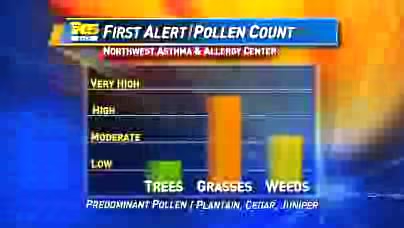 FIRST ALERT/POLLEN COUNT
NORTHWEST ASTHMA & ALLERGY CENTER
VERY HIGH
HIGH
MODERATE
LOW
TREES GRASSES WEEDS
PREDOMINANT POLLEN / PLANTAIN, CEDAR, JUNIPER